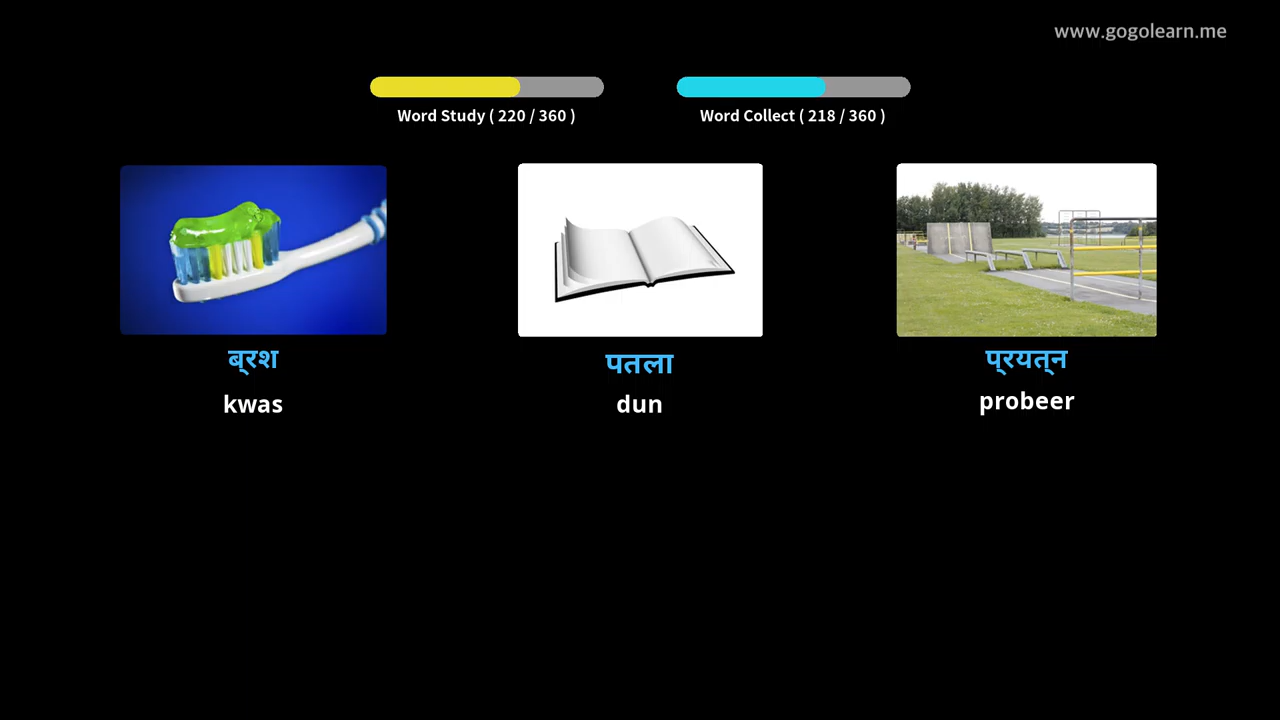 www.gogolearn.me
Word Study ( 220 / 360 )
Word Collect ( 218 / 360 )
ब्रश
पतला
प्रयत्न
kwas
dun
probeer